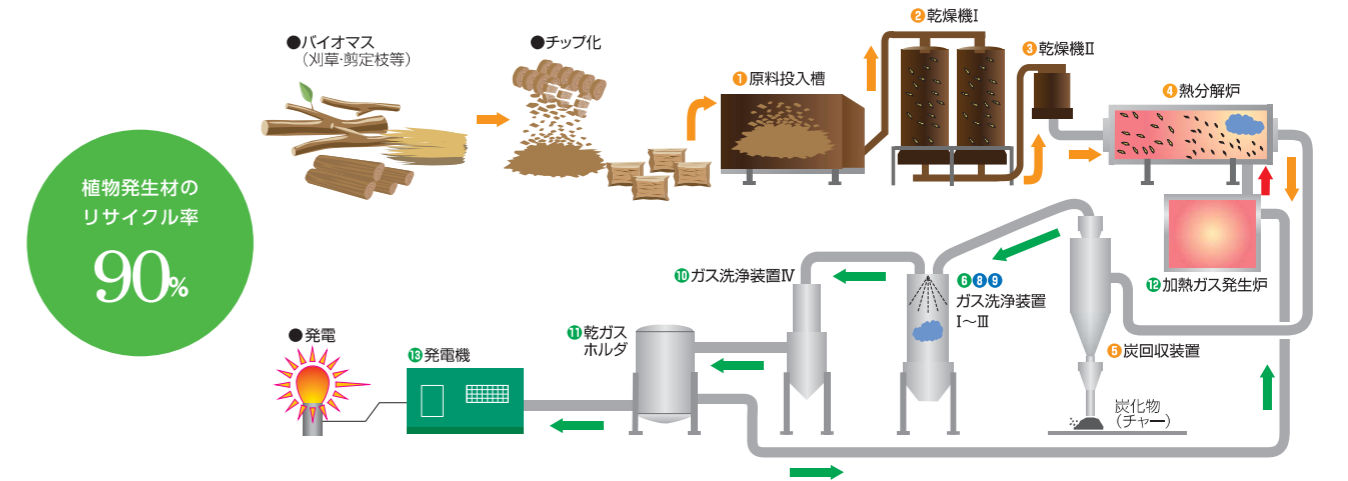 植物発生材の
リサイクル率
90%
●バイオマス
（刈草・剪定枝等）
●チップ化
❶原料投入槽
❷乾燥機Ⅰ
❸乾燥機Ⅱ
❹熱分解炉
❺炭回収装置
炭化物
（チャー）
❻❽❾
ガス洗浄装置
Ⅰ～Ⅲ
❿ガス洗浄装置Ⅳ
⓫乾ガス
ホルダ
⓬加熱ガス発生炉
⓭発電機
●発電